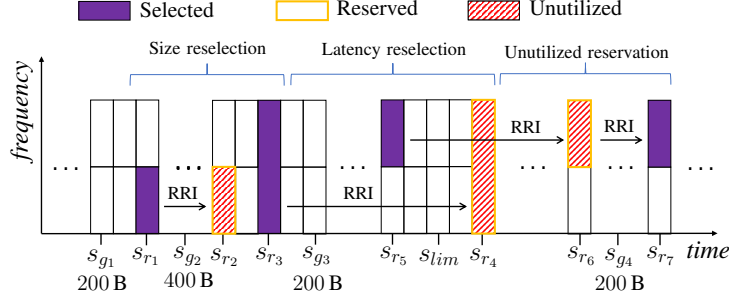 Selected Reserved Unutilized
Size reselection Latency reselection Unutilized reservation
frequency
RRI RRI
... ... ... ... ...
RRI RRI
s_{g_1} s_{r_1} s_{g_2} s_{r_2} s_{r_3} s_{g_3} s_{r_5} s_{lim} s_{r_4} s_{r_6} s_{g_4} s_{r_7} time
200 B 400 B 200 B 200 B